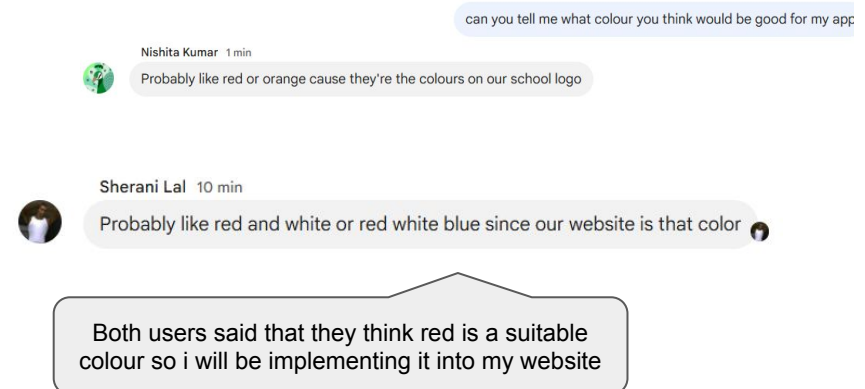 can you tell me what colour you think would be good for my app
Nishita Kumar 1 min
Probably like red or orange cause they're the colours on our school logo
Sherani Lal 10 min
Probably like red and white or red white blue since our website is that color
Both users said that they think red is a suitable
colour so i will be implementing it into my website